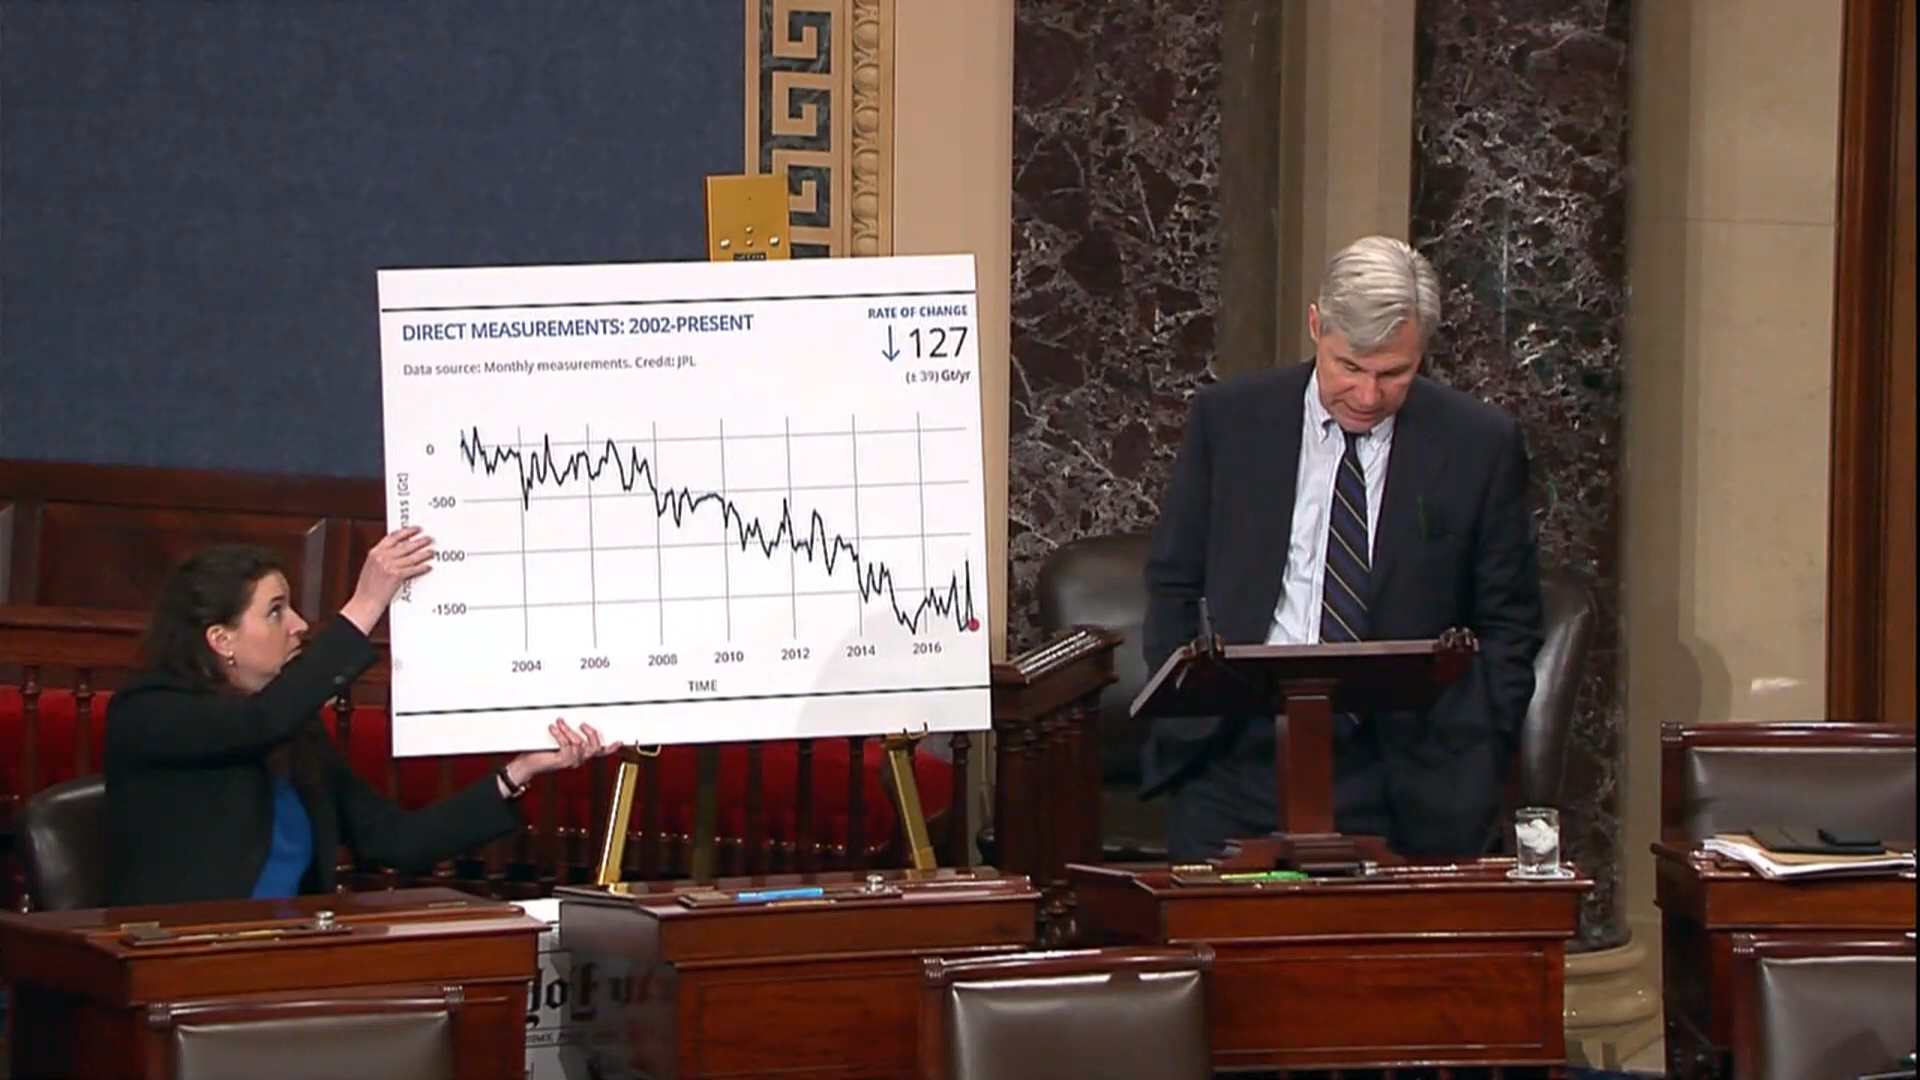 DIRECT MEASUREMENTS: 2002-PRESENT
RATE OF CHANGE
↓127
(± 39) Gt/yr
Data source: Monthly measurements. Credit: JPL
0
-500
-1000
-1500
2004 2006 2008 2010 2012 2014 2016
TIME